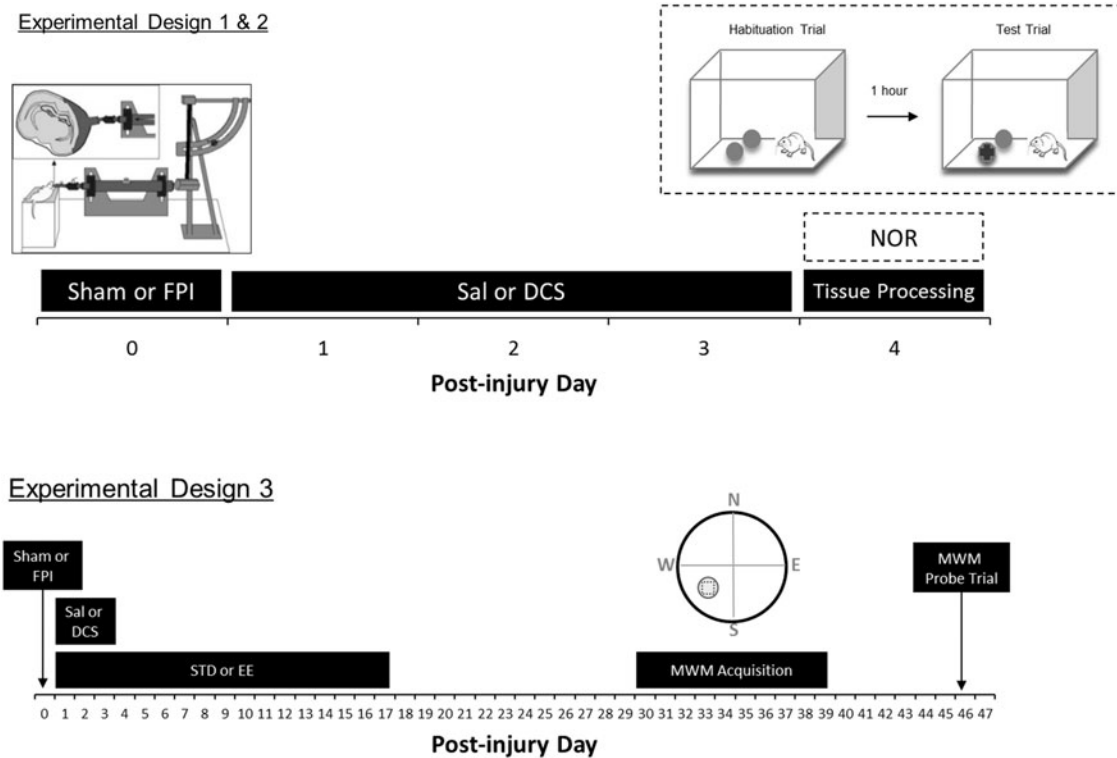 Experimental Design 1 & 2
Habituation Trial
Test Trial
1 hour
NOR
Sham or FPI
Sal or DCS
Tissue Processing
0 1 2 3 4
Post-injury Day
Experimental Design 3
N
W E
S
Sham or
FPI
MWM
Probe Trial
Sal or
DCS
STD or EE
MWM Acquisition
0 1 2 3 4 5 6 7 8 9 10 11 12 13 14 15 16 17 18 19 20 21 22 23 24 25 26 27 28 29 30 31 32 33 34 35 36 37 38 39 40 41 42 43 44 45 46 47
Post-injury Day